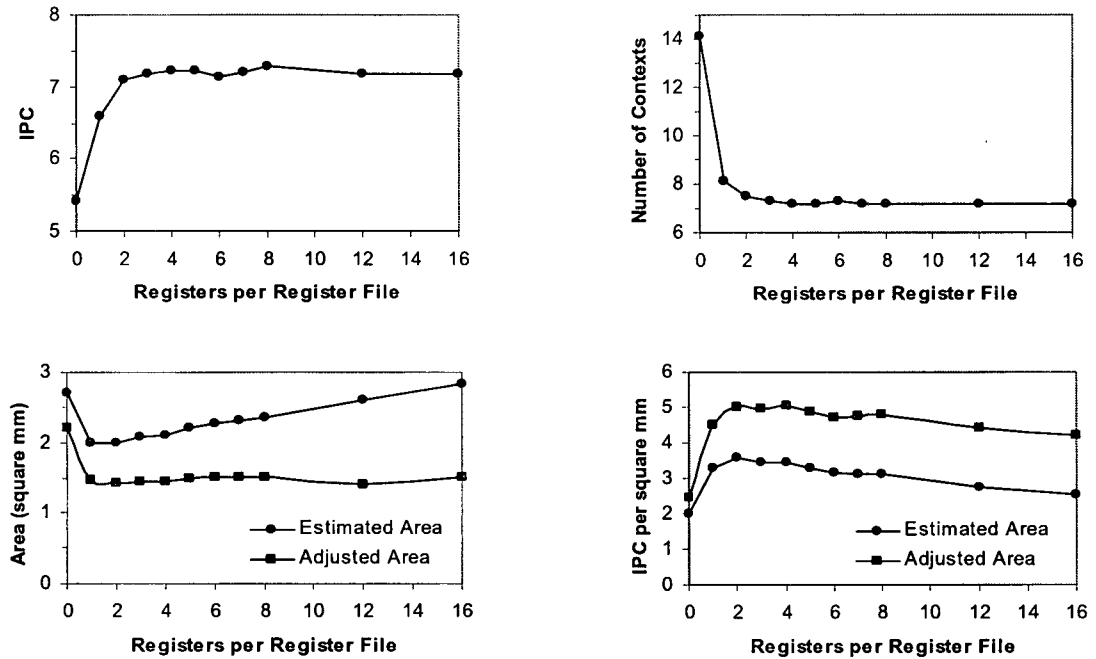 8
7
6
5
IPC
0 2 4 6 8 10 12 14 16
Registers per Register File
14
12
10
8
6
Number of Contexts
0 2 4 6 8 10 12 14 16
Registers per Register File
3
2
1
0
Area (square mm)
Estimated Area
Adjusted Area
0 2 4 6 8 10 12 14 16
Registers per Register File
6
5
4
3
2
1
0
IPC per square mm
Estimated Area
Adjusted Area
0 2 4 6 8 10 12 14 16
Registers per Register File